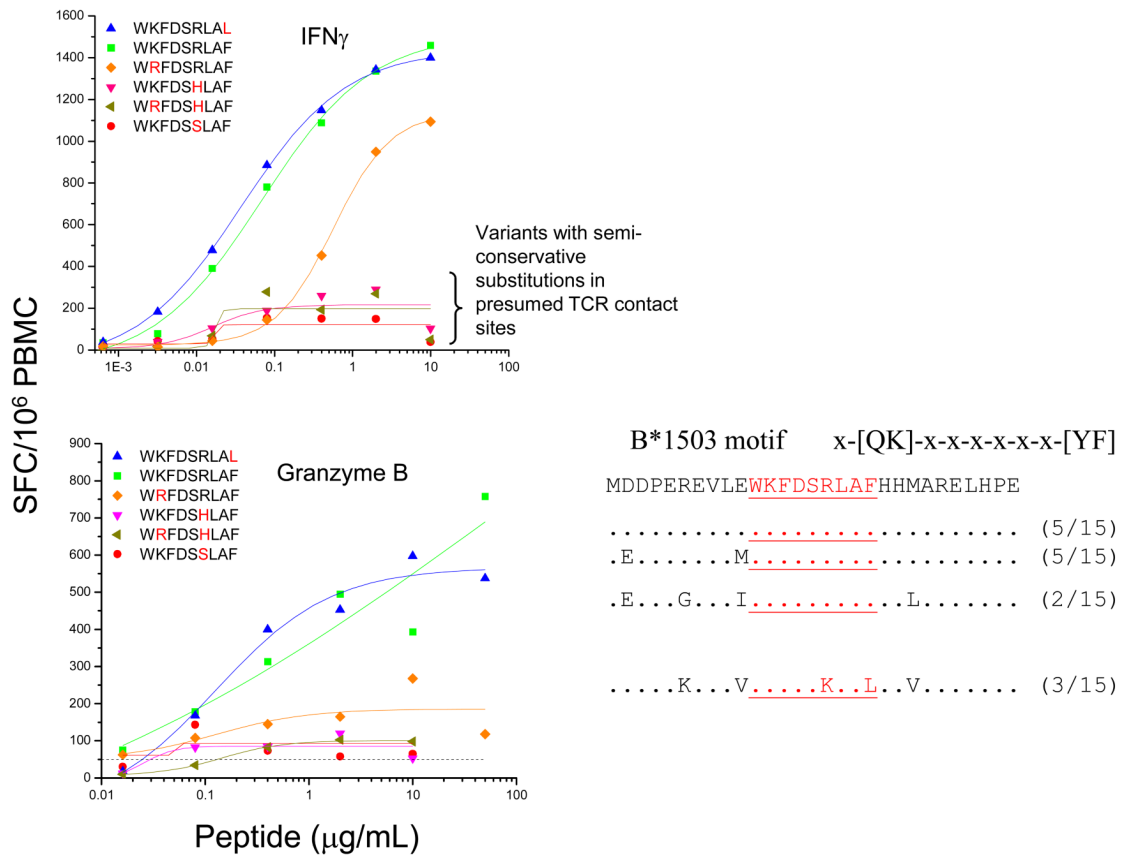 SFC/10⁶ PBMC
1600
1400
1200
1000
800
600
400
200
0
WKFDSRLAL
WKFDSRLAF
WRFDSRLAF
WKFDSHLAF
WRFDSHLAF
WKFDSSLAF
IFNγ
Variants with semi-
conservative
substitutions in
presumed TCR contact
sites
1E-3 0.01 0.1 1 10 100
900
800
700
600
500
400
300
200
100
0
WKFDSRLAL
WKFDSRLAF
WRFDSRLAF
WKFDSHLAF
WRFDSHLAF
WKFDSSLAF
Granzyme B
0.01 0.1 1 10 100
Peptide (μg/mL)
B*1503 motif x-[QK]-x-x-x-x-x-x-[YF]
MDDPEREVLEWKFDSRLAFHHMARELHPE
............................. (5/15)
.E.......M................... (5/15)
.E...G...I...........L....... (2/15)
.....K...V.....K..L..V....... (3/15)